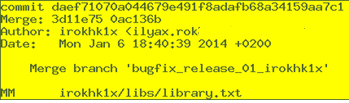 commit daef71070a044679e491f8adafb68a34159aa7c1
Merge: 3d11e75 0ac136b
Author: irokhk1x <ilyax.rok
Date:   Mon Jan 6 18:40:39 2014 +0200
Merge branch 'bugfix_release_01_irokhk1x'
MM      irokhk1x/libs/library.txt